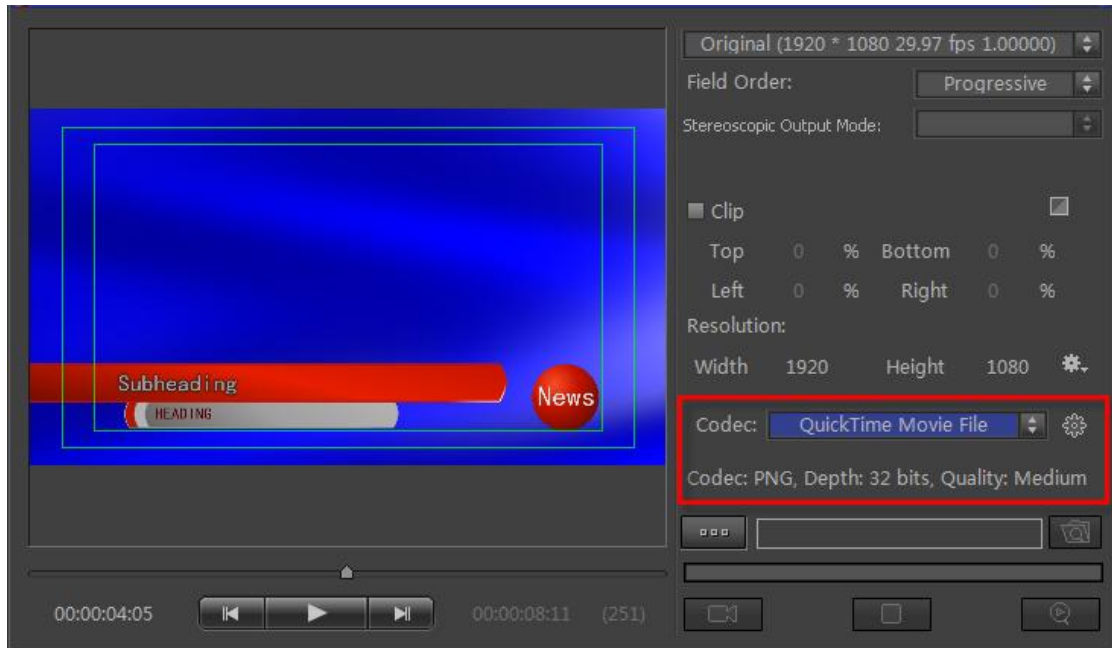 Original (1920 * 1080 29.97 fps 1.00000)
Field Order: Progressive
Stereoscopic Output Mode:
Clip
Top 0 % Bottom 0 %
Left 0 % Right 0 %
Resolution:
Width 1920 Height 1080
Subheading
HEADING
News
Codec: QuickTime Movie File
Codec: PNG, Depth: 32 bits, Quality: Medium
00:00:04:05 00:00:08:11 (251)